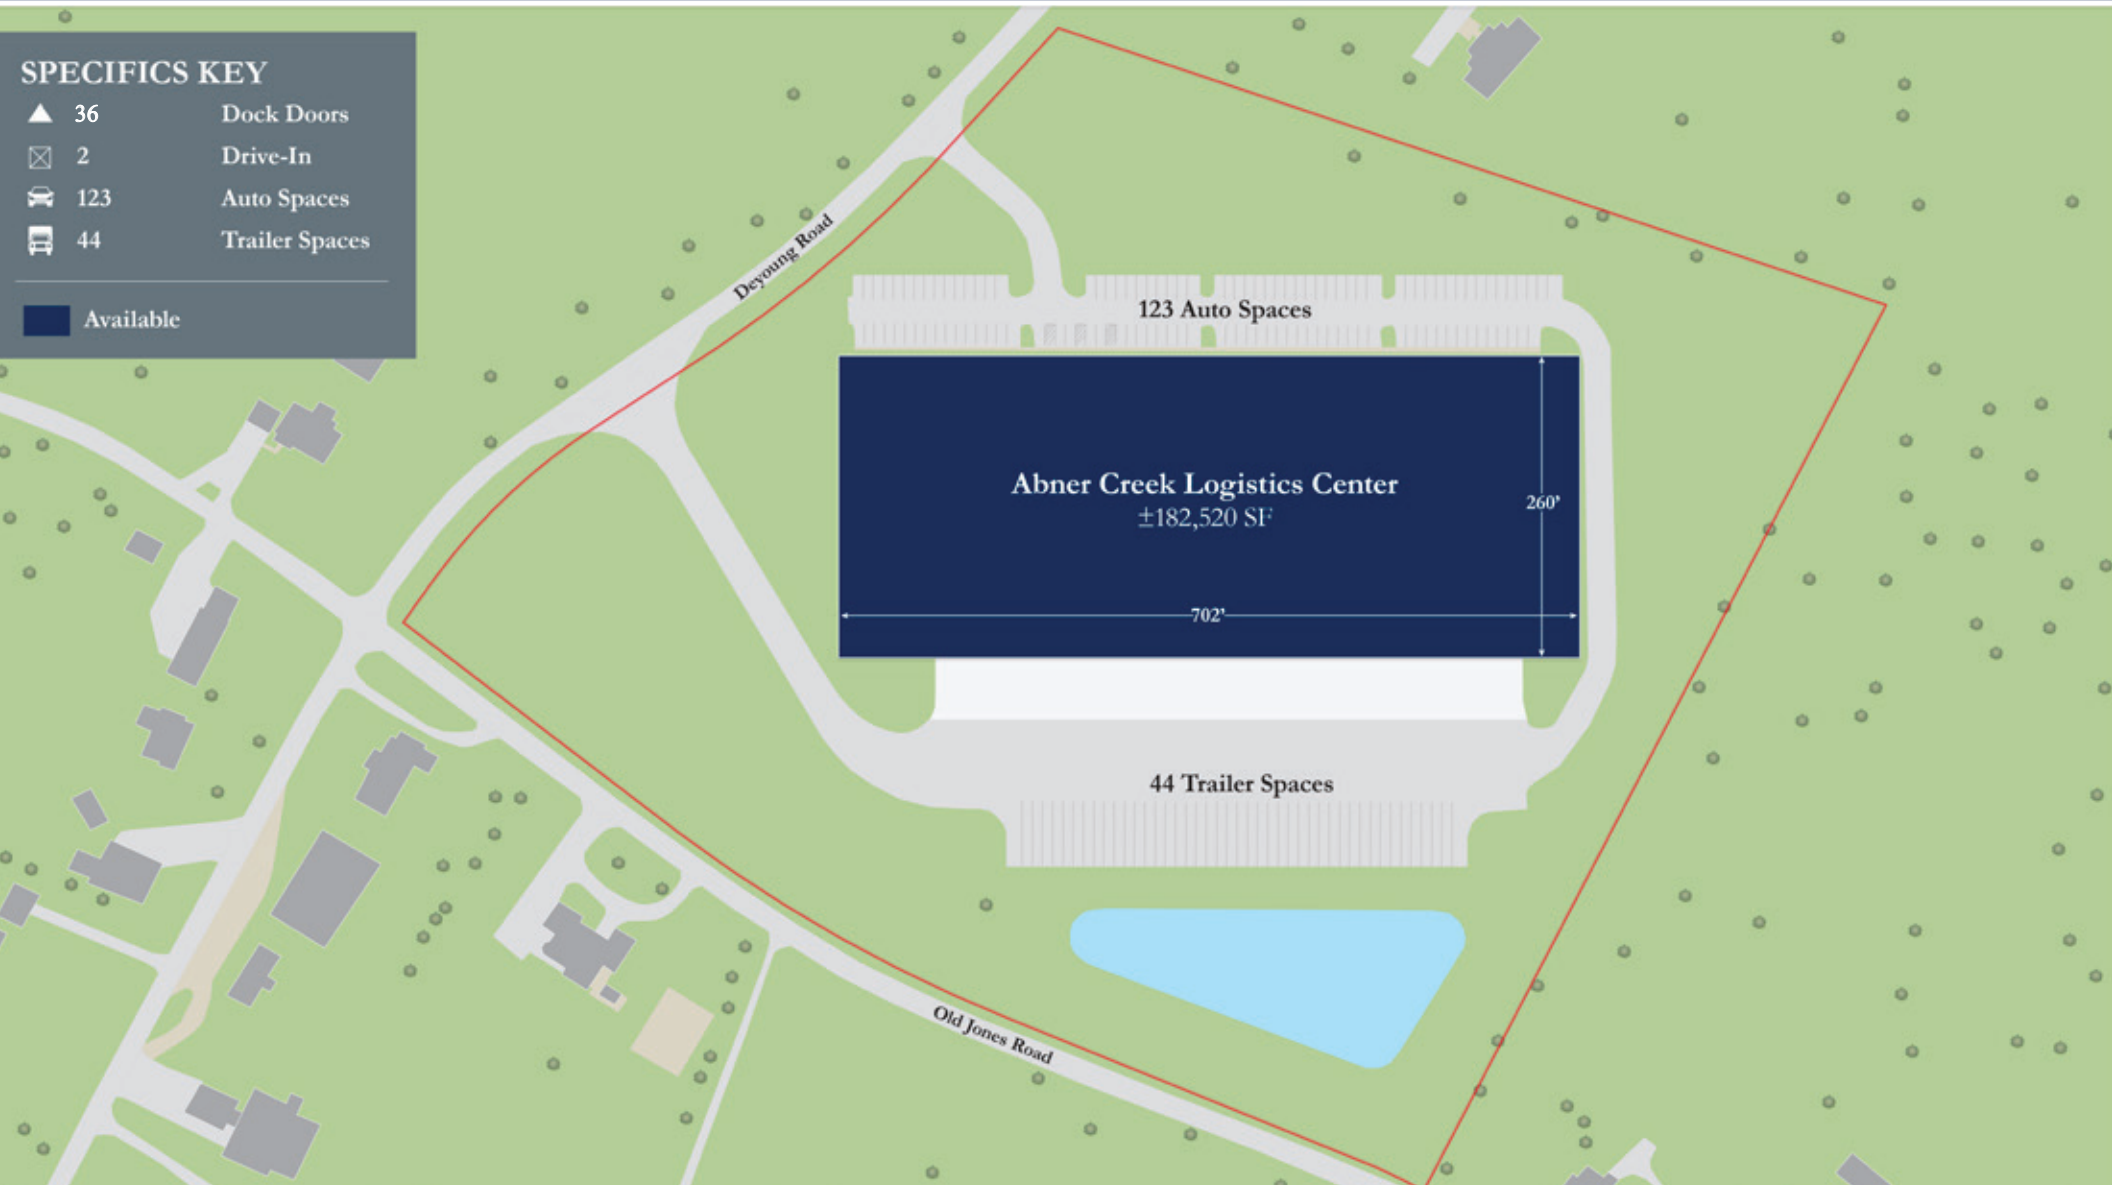 SPECIFICS KEY
36 Dock Doors
2 Drive-In
123 Auto Spaces
44 Trailer Spaces
Available
Deyoung Road
123 Auto Spaces
Abner Creek Logistics Center
±182,520 SF
260'
702'
44 Trailer Spaces
Old Jones Road